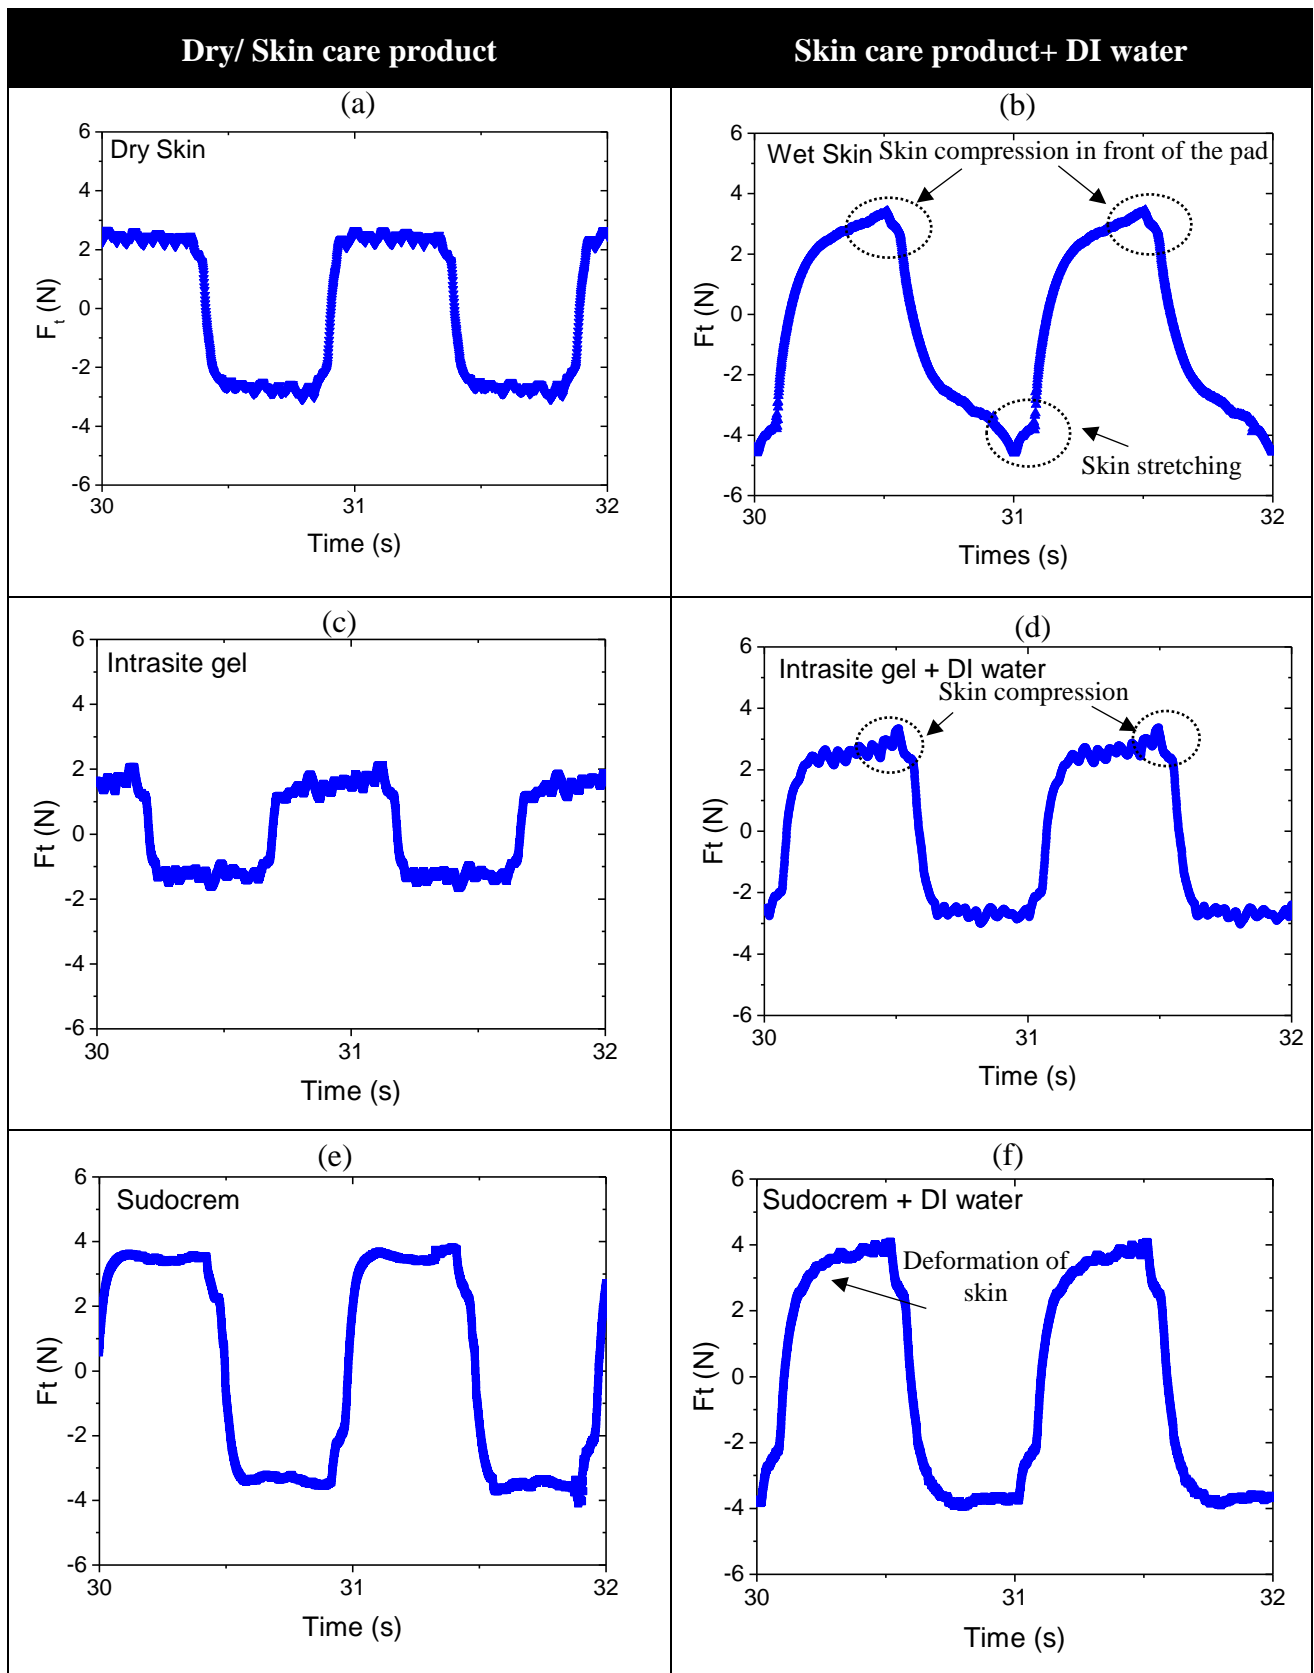 Dry/ Skin care product
Skin care product+ DI water
(a)
6
4
2
0
-2
-4
-6
Dry Skin
Ft (N)
30
31
32
Time (s)
(b)
6
4
2
0
-2
-4
-6
Wet Skin
Skin compression in front of the pad
Skin stretching
Ft (N)
30
31
32
Times (s)
(c)
6
4
2
0
-2
-4
-6
Intrasite gel
Ft (N)
30
31
32
Time (s)
(d)
6
4
2
0
-2
-4
-6
Intrasite gel + DI water
Skin compression
Ft (N)
30
31
32
Time (s)
(e)
6
4
2
0
-2
-4
-6
Sudocrem
Ft (N)
30
31
32
Time (s)
(f)
6
4
2
0
-2
-4
-6
Sudocrem + DI water
Deformation of
skin
Ft (N)
30
31
32
Time (s)